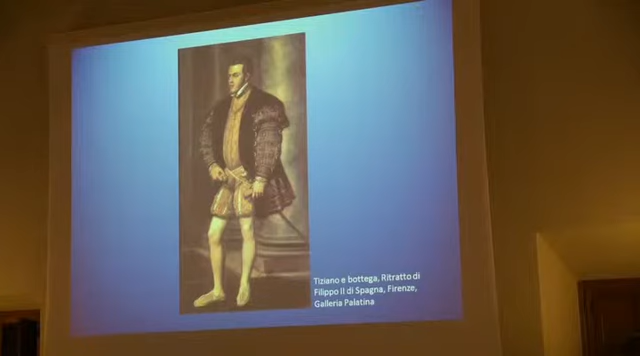 Tiziano e bottega, Ritratto di
Filippo II di Spagna, Firenze,
Galleria Palatina